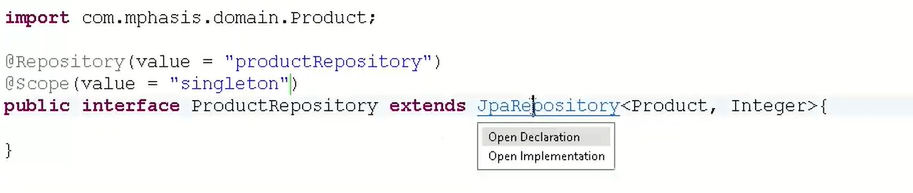 import com.mphasis.domain.Product;
@Repository(value = "productRepository")
@Scope(value = "singleton")
public interface ProductRepository extends JpaRepository<Product, Integer>{
Open Declaration
Open Implementation
}